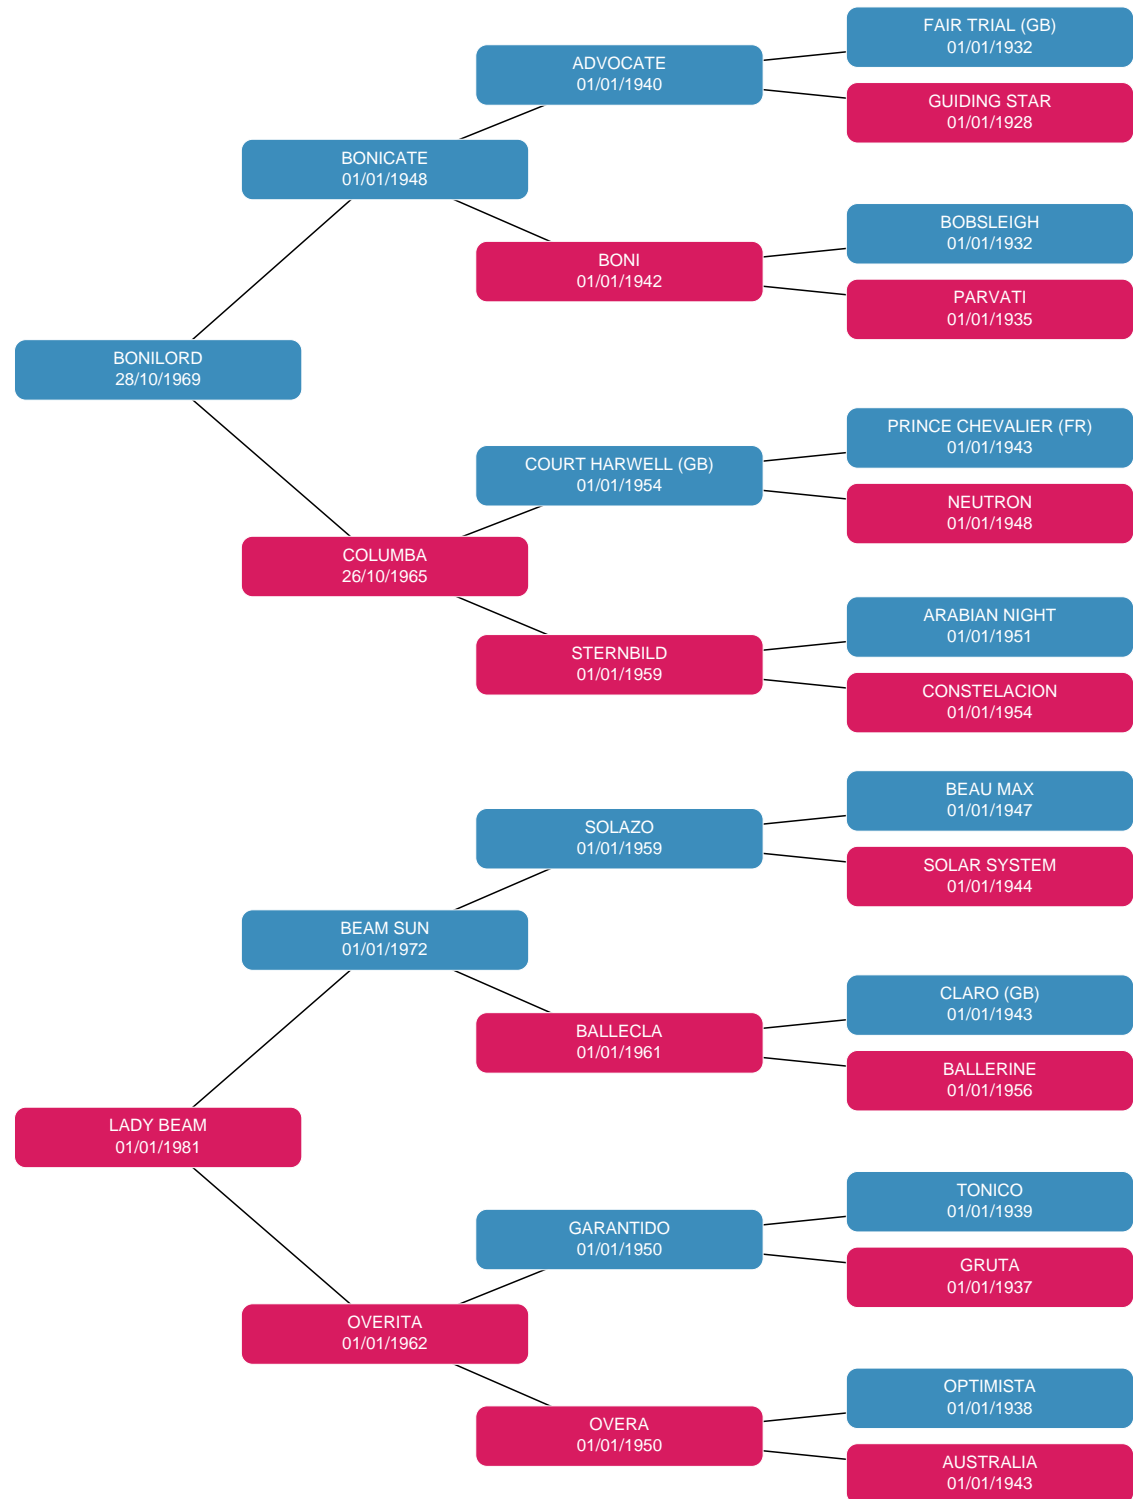 FAIR TRIAL (GB)
01/01/1932
ADVOCATE
01/01/1940
GUIDING STAR
01/01/1928
BONICATE
01/01/1948
BOBSLEIGH
01/01/1932
BONI
01/01/1942
PARVATI
01/01/1935
BONILORD
28/10/1969
PRINCE CHEVALIER (FR)
01/01/1943
COURT HARWELL (GB)
01/01/1954
NEUTRON
01/01/1948
COLUMBA
26/10/1965
ARABIAN NIGHT
01/01/1951
STERNBILD
01/01/1959
CONSTELACION
01/01/1954
BEAU MAX
01/01/1947
SOLAZO
01/01/1959
SOLAR SYSTEM
01/01/1944
BEAM SUN
01/01/1972
CLARO (GB)
01/01/1943
BALLECLA
01/01/1961
BALLERINE
01/01/1956
LADY BEAM
01/01/1981
TONICO
01/01/1939
GARANTIDO
01/01/1950
GRUTA
01/01/1937
OVERITA
01/01/1962
OPTIMISTA
01/01/1938
OVERA
01/01/1950
AUSTRALIA
01/01/1943